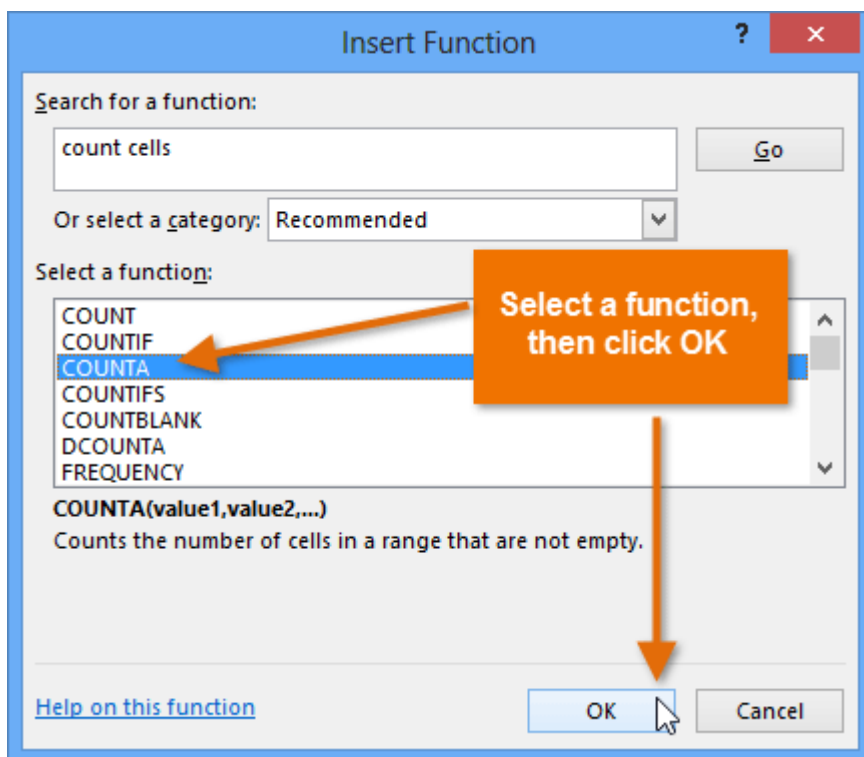 Insert Function
?
×
Search for a function:
count cells
Go
Or select a category: Recommended
Select a function:
COUNT
COUNTIF
COUNTA
COUNTIFS
COUNTBLANK
DCOUNTA
FREQUENCY
Select a function,
then click OK
COUNTA(value1,value2,...)
Counts the number of cells in a range that are not empty.
Help on this function
OK
Cancel